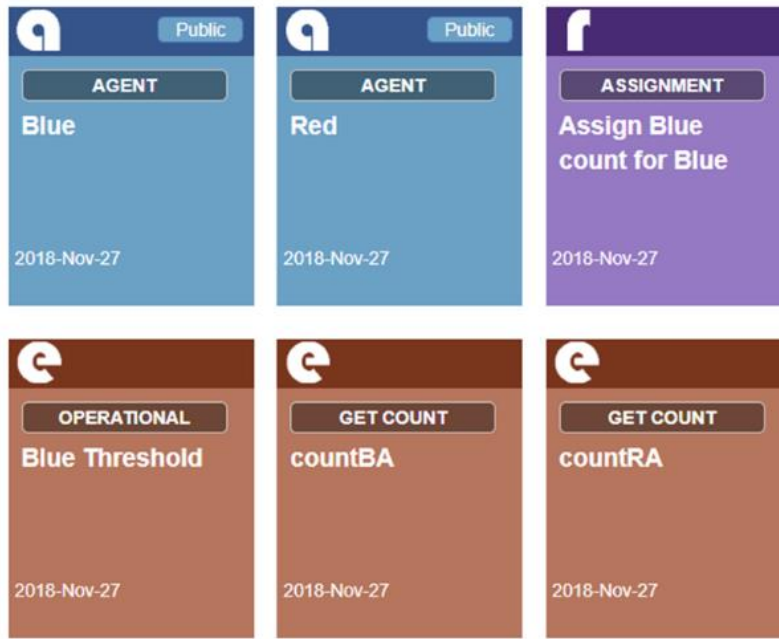 a Public
AGENT
Blue
2018-Nov-27
a Public
AGENT
Red
2018-Nov-27
r
ASSIGNMENT
Assign Blue
count for Blue
2018-Nov-27
e
OPERATIONAL
Blue Threshold
2018-Nov-27
e
GET COUNT
countBA
2018-Nov-27
e
GET COUNT
countRA
2018-Nov-27